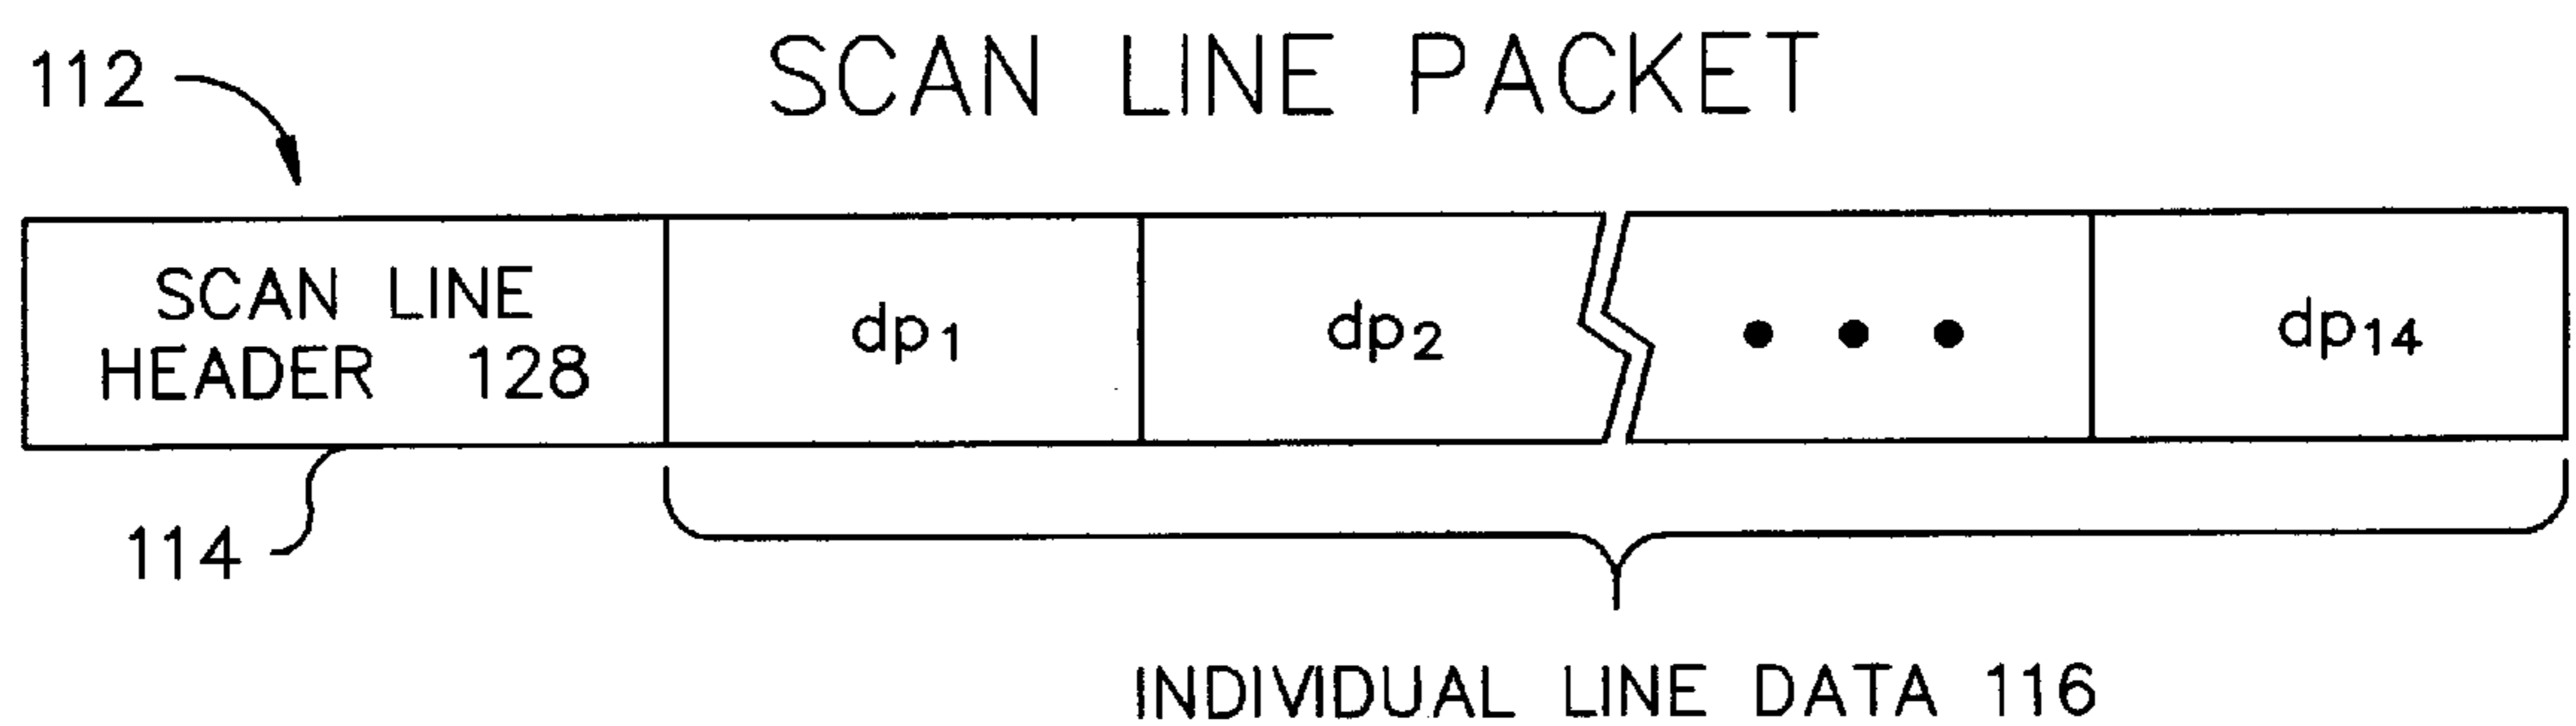 SCAN LINE PACKET
112
SCAN LINE
HEADER 128
dp1
dp2
• • •
dp14
114
INDIVIDUAL LINE DATA 116